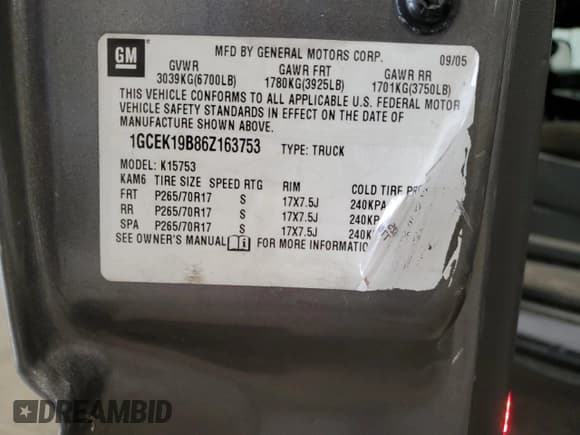 GM
MFD BY GENERAL MOTORS CORP. 09/05
GVWR GAWR FRT GAWR RR
3039KG(6700LB) 1780KG(3925LB) 1701KG(3750LB)
THIS VEHICLE CONFORMS TO ALL APPLICABLE U.S. FEDERAL MOTOR
VEHICLE SAFETY STANDARDS IN EFFECT ON THE DATE OF
MANUFACTURE SHOWN ABOVE.
1GCEK19B86Z163753 TYPE: TRUCK
MODEL: K15753
KAM6 TIRE SIZE SPEED RTG RIM COLD TIRE
FRT P265/70R17 S 17X7.5J 240KPA
RR P265/70R17 S 17X7.5J 240KPA
SPA P265/70R17 S 17X7.5J
SEE OWNER'S MANUAL FOR MORE
DREAMBID